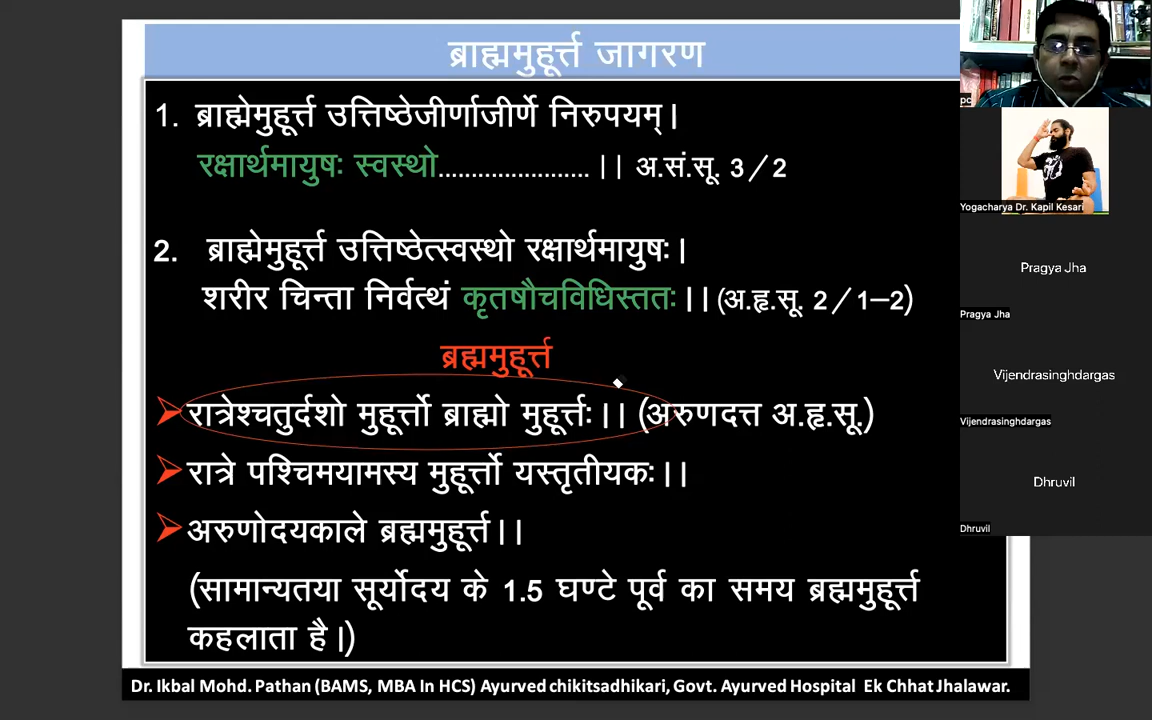 ब्राह्ममुहूर्त्त जागरण
1. ब्राह्मेमुहूर्त्त उत्तिष्ठेजीर्णाजीर्णे निरुपयम्।
रक्षार्थमायुषः स्वस्थो....................... ।। अ.सं.सू. 3/2
2. ब्राह्मेमुहूर्त्त उत्तिष्ठेत्स्वस्थो रक्षार्थमायुषः।
शरीर चिन्ता निर्वत्थं कृतषौचविधिस्ततः ।। (अ.हृ.सू. 2/1–2)
ब्रह्ममुहूर्त्त
रात्रेश्चतुर्दशो मुहूर्त्तो ब्राह्मो मुहूर्त्तः।। (अरुणदत्त अ.हृ.सू.)
रात्रे पश्चिमयामस्य मुहूर्त्तो यस्तृतीयकः।।
अरुणोदयकाले ब्रह्ममुहूर्त्त।।
(सामान्यतया सूर्योदय के 1.5 घण्टे पूर्व का समय ब्रह्ममुहूर्त्त
कहलाता है।)
Dr. Ikbal Mohd. Pathan (BAMS, MBA In HCS) Ayurved chikitsadhikari, Govt. Ayurved Hospital Ek Chhat Jhalawar.
pc
Yogacharya Dr. Kapil Kesari
Pragya Jha
Pragya Jha
Vijendrasinghdargas
Vijendrasinghdargas
Dhruvil
Dhruvil